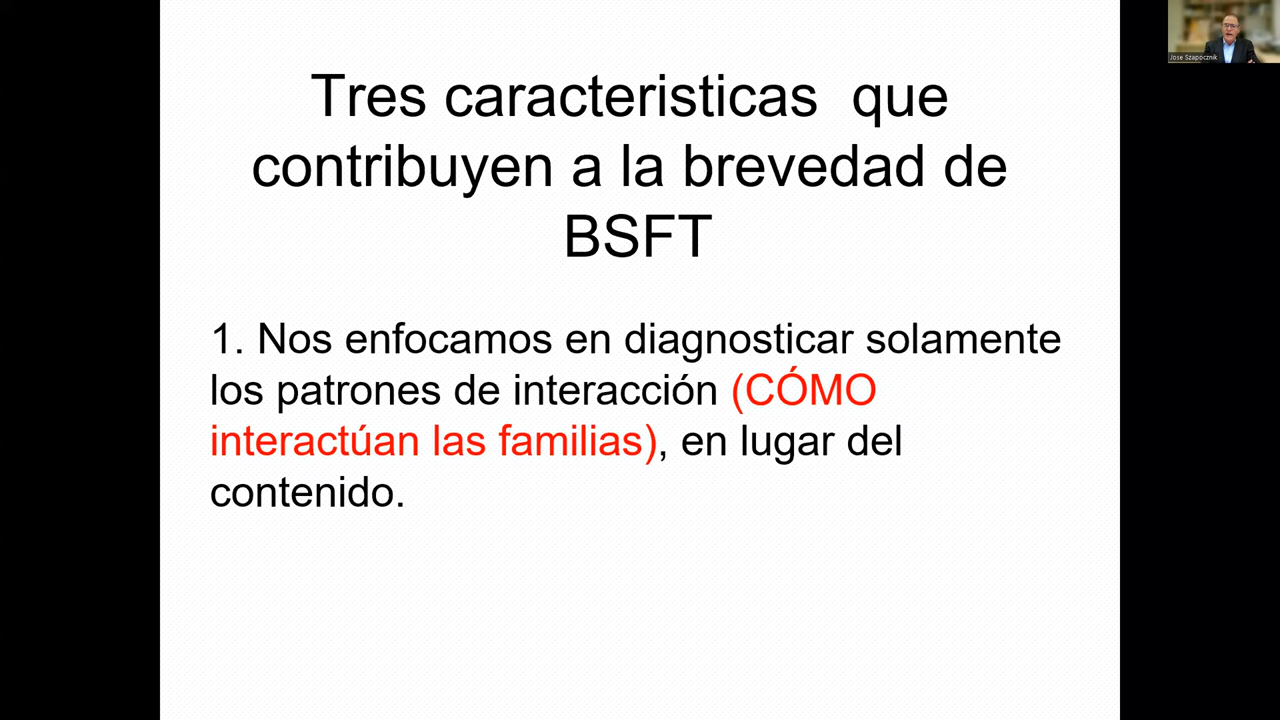 Tres caracteristicas que
contribuyen a la brevedad de
BSFT
1. Nos enfocamos en diagnosticar solamente
los patrones de interacción (CÓMO
interactúan las familias), en lugar del
contenido.
Jose Szapocznik